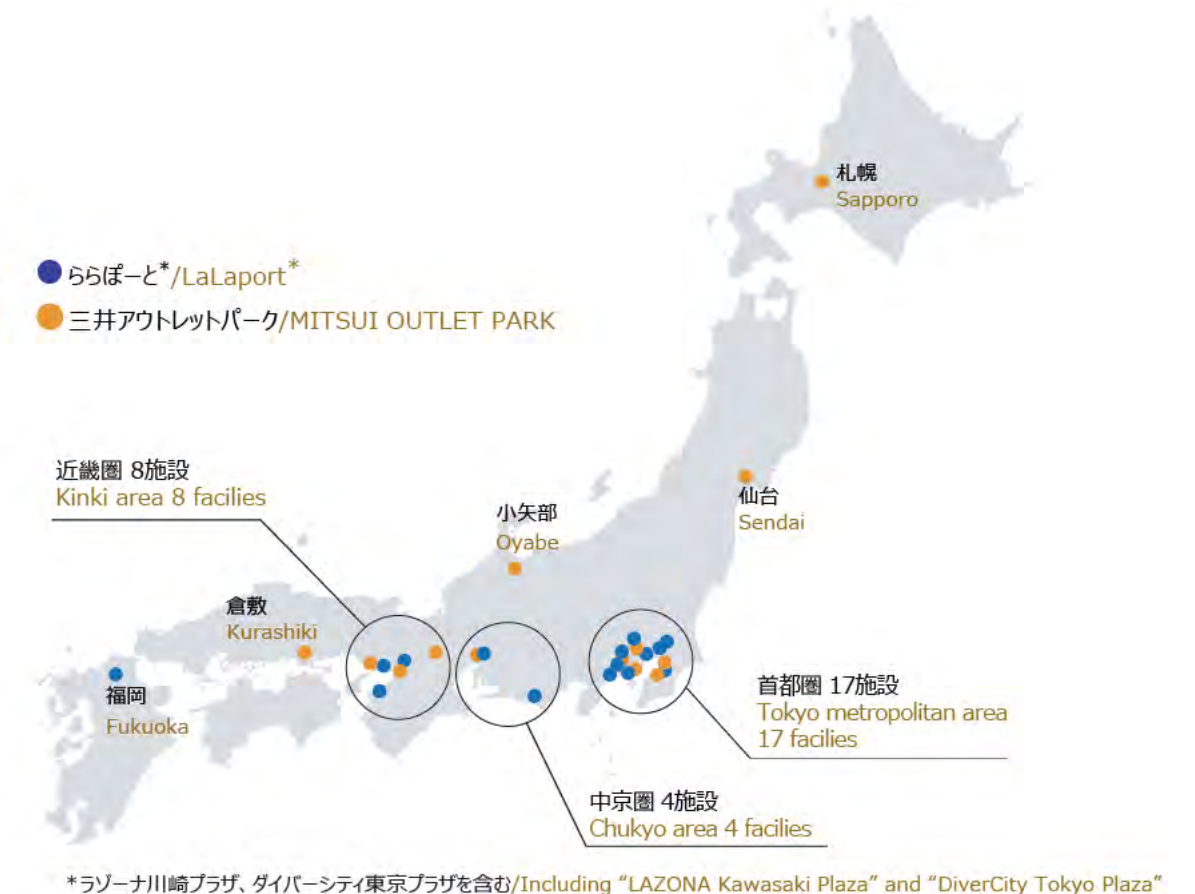 札幌
Sapporo
ららぽーと*/LaLaport*
三井アウトレットパーク/MITSUI OUTLET PARK
近畿圏 8施設
Kinki area 8 facilies
小矢部
Oyabe
仙台
Sendai
倉敷
Kurashiki
福岡
Fukuoka
首都圏 17施設
Tokyo metropolitan area
17 facilies
中京圏 4施設
Chukyo area 4 facilies
*ラゾーナ川崎プラザ、ダイバーシティ東京プラザを含む/Including “LAZONA Kawasaki Plaza” and “DiverCity Tokyo Plaza”